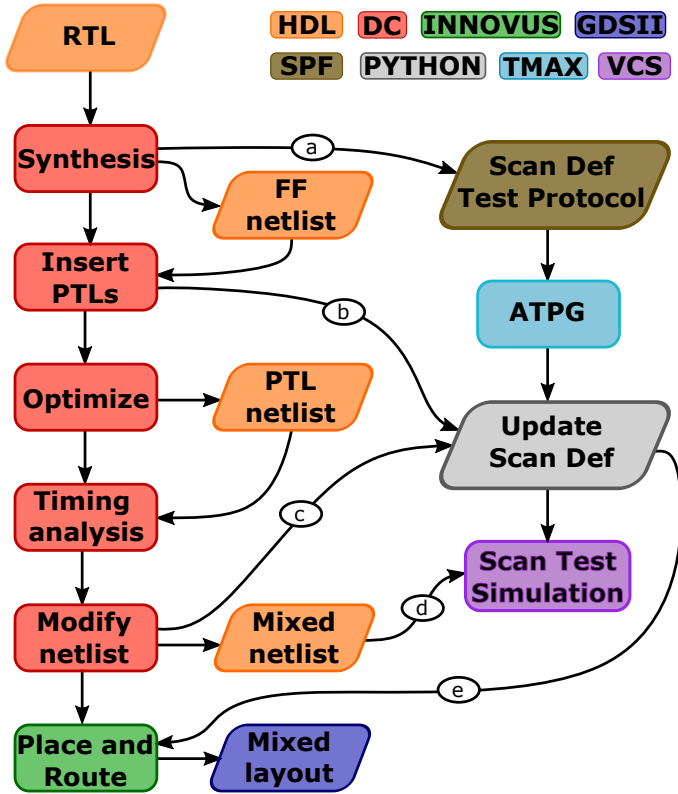 RTL
HDL DC INNOVUS GDSII
SPF PYTHON TMAX VCS
Synthesis
a
Scan Def
Test Protocol
FF
netlist
Insert
PTLs
b
ATPG
Optimize
PTL
netlist
Update
Scan Def
Timing
analysis
c
Scan Test
Simulation
d
Modify
netlist
Mixed
netlist
e
Place and
Route
Mixed
layout